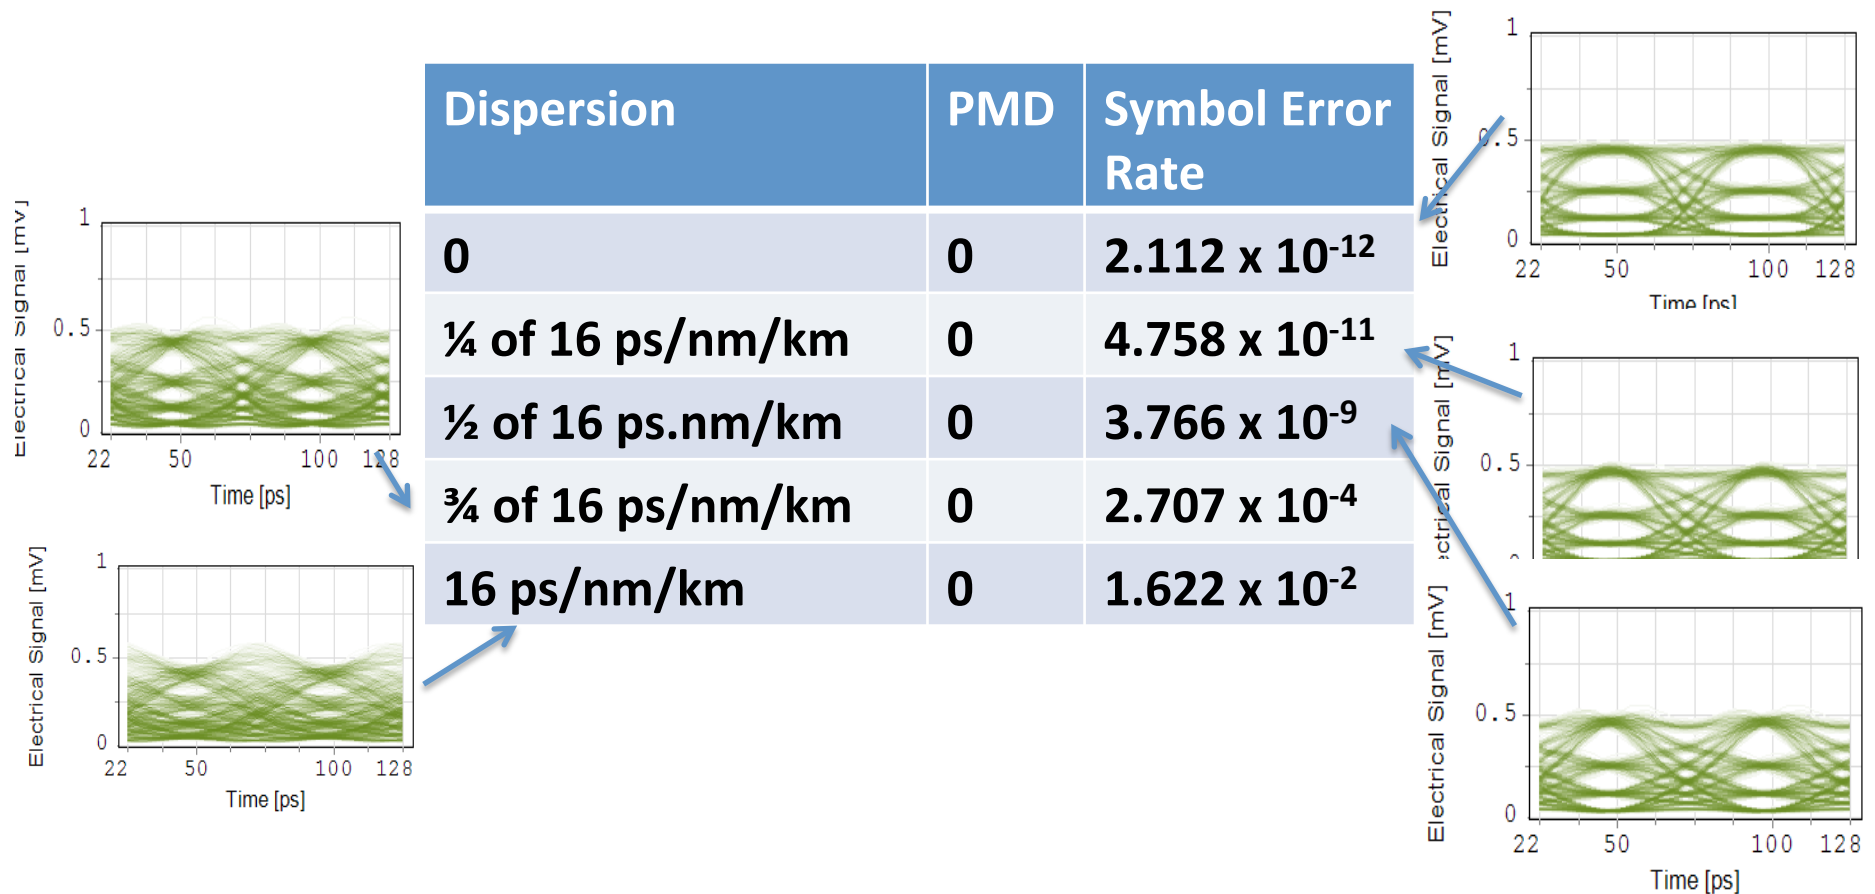 Dispersion PMD Symbol Error
Rate
0 0 2.112 x 10⁻¹²
¼ of 16 ps/nm/km 0 4.758 x 10⁻¹¹
½ of 16 ps.nm/km 0 3.766 x 10⁻⁹
¾ of 16 ps/nm/km 0 2.707 x 10⁻⁴
16 ps/nm/km 0 1.622 x 10⁻²
Electrical Signal [mV]
1
0.5
0
22 50 100 128
Time [ps]
Electrical Signal [mV]
1
0.5
0
22 50 100 128
Time [ps]
Electrical Signal [mV]
1
0.5
0
22 50 100 128
Time [ps]
ectrical Signal [mV]
1
0.5
Electrical Signal [mV]
1
0.5
0
22 50 100 128
Time [ps]